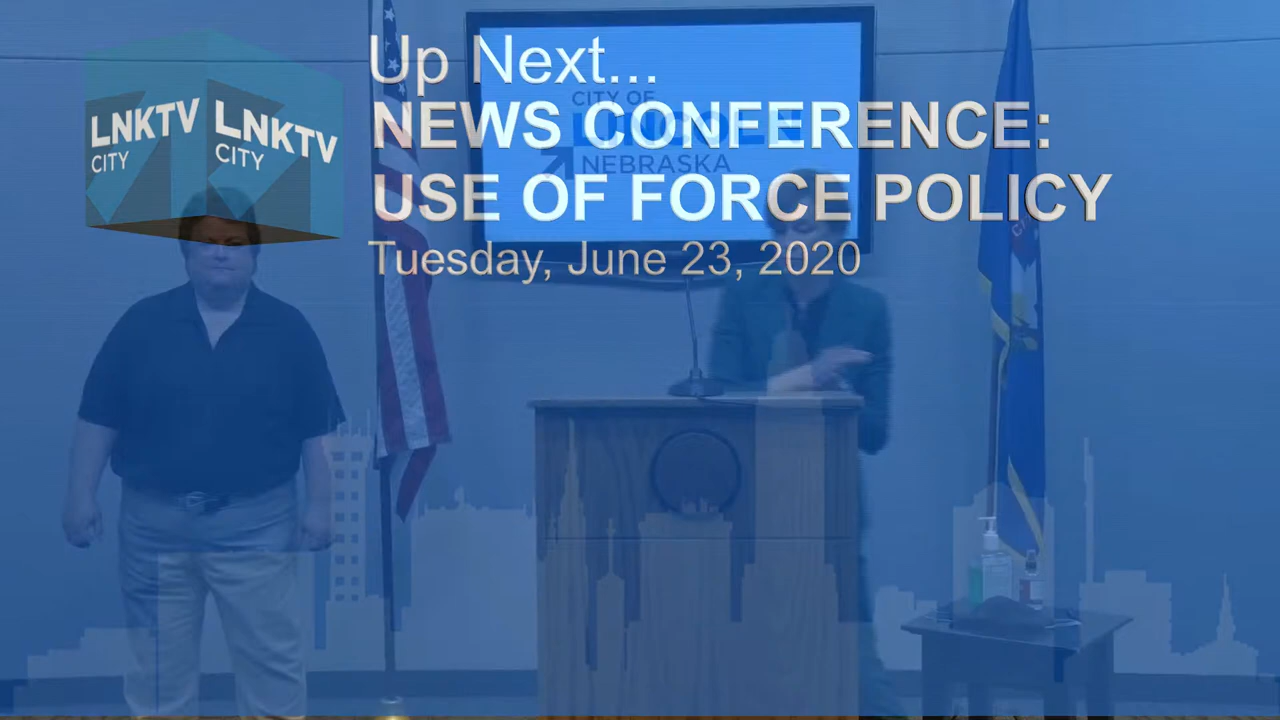 Up Next...
NEWS CONFERENCE:
USE OF FORCE POLICY
Tuesday, June 23, 2020
LNKTV
CITY
LNKTV
CITY
CITY OF
LINCOLN
NEBRASKA